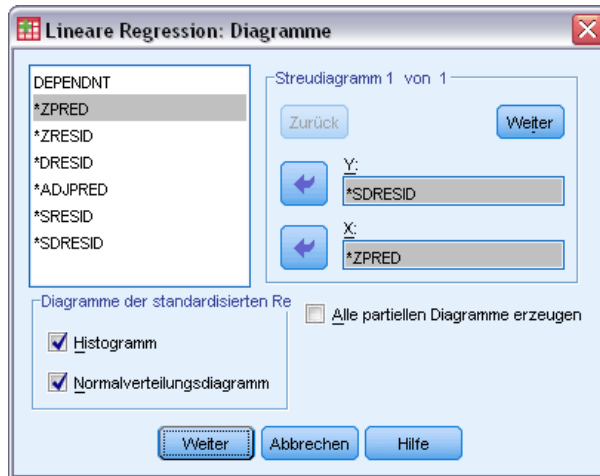 Lineare Regression: Diagramme
DEPENDNT
*ZPRED
*ZRESID
*DRESID
*ADJPRED
*SRESID
*SDRESID
Streudiagramm 1 von 1
Zurück
Weiter
Y:
*SDRESID
X:
*ZPRED
Diagramme der standardisierten Re
Histogramm
Normalverteilungsdiagramm
Alle partiellen Diagramme erzeugen
Weiter
Abbrechen
Hilfe